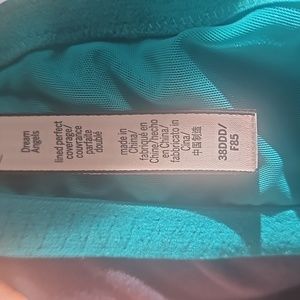 Dream
Angels
lined perfect
coverage/
couvrance
parfaite
doublé
made in
China/
fabriqué en
Chine/hecho
en China/
fabricato in
Cina/
中国制造
38DDD/
F85